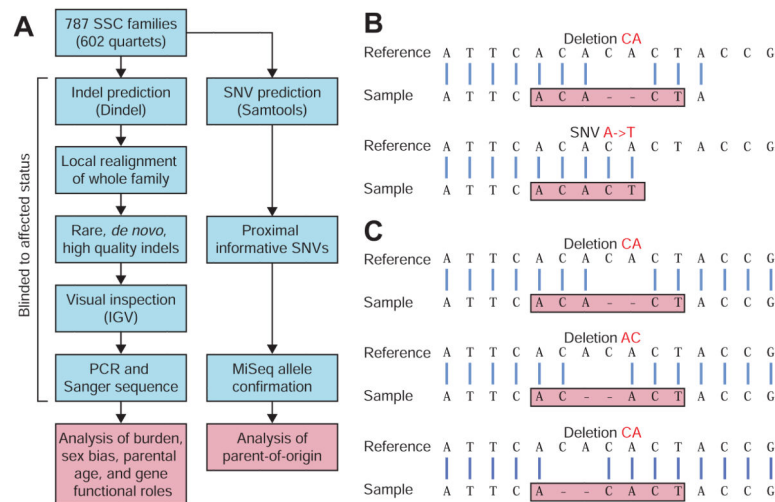 A
787 SSC families
(602 quartets)
Blinded to affected status
Indel prediction
(Dindel)
Local realignment
of whole family
Rare, de novo,
high quality indels
Visual inspection
(IGV)
PCR and
Sanger sequence
Analysis of burden,
sex bias, parental
age, and gene
functional roles
SNV prediction
(Samtools)
Proximal
informative SNVs
MiSeq allele
confirmation
Analysis of
parent-of-origin
B
Deletion CA
Reference A T T C A C A C A C T A C C G
Sample A T T C A C A – – C T A
SNV A->T
Reference A T T C A C A C A C T A C C G
Sample A T T C A C A C T
C
Deletion CA
Reference A T T C A C A C A C T A C C G
Sample A T T C A C A – – C T A C C G
Deletion AC
Reference A T T C A C A C A C T A C C G
Sample A T T C A C – – A C T A C C G
Deletion CA
Reference A T T C A C A C A C T A C C G
Sample A T T C A – – C A C T A C C G